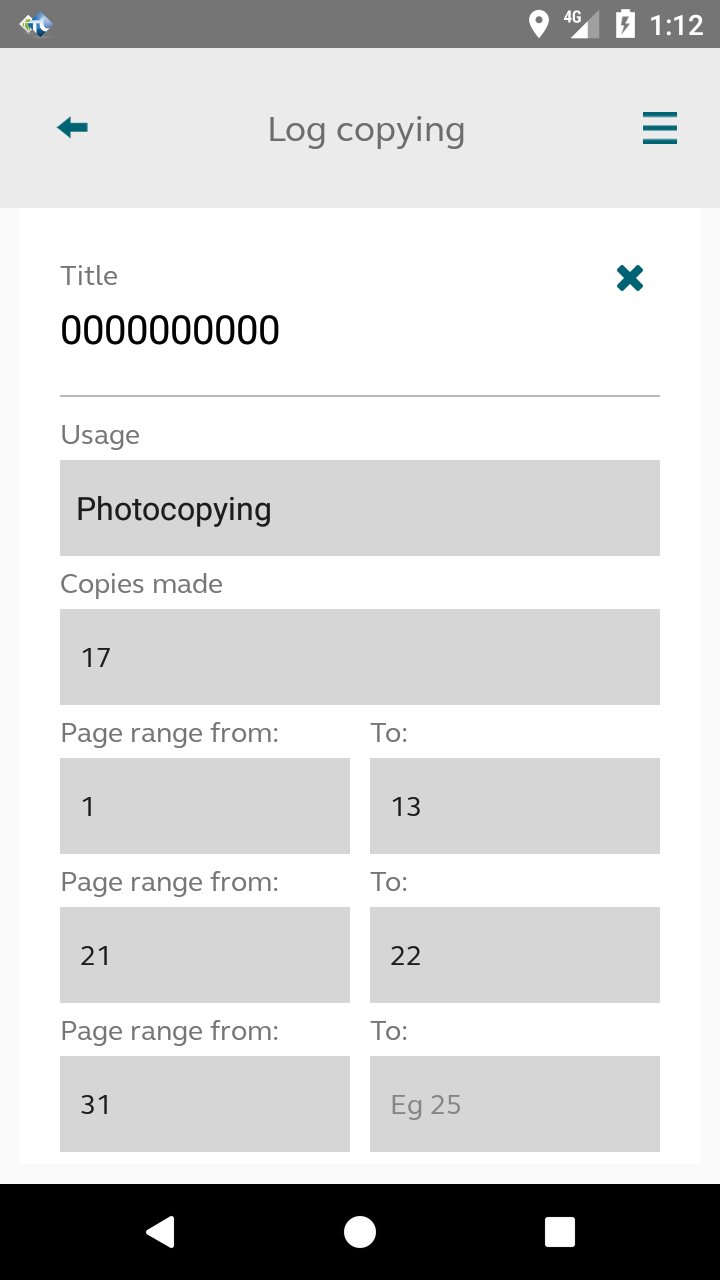 4G 1:12
Log copying
Title
0000000000
Usage
Photocopying
Copies made
17
Page range from: To:
1 13
Page range from: To:
21 22
Page range from: To:
31 Eg 25